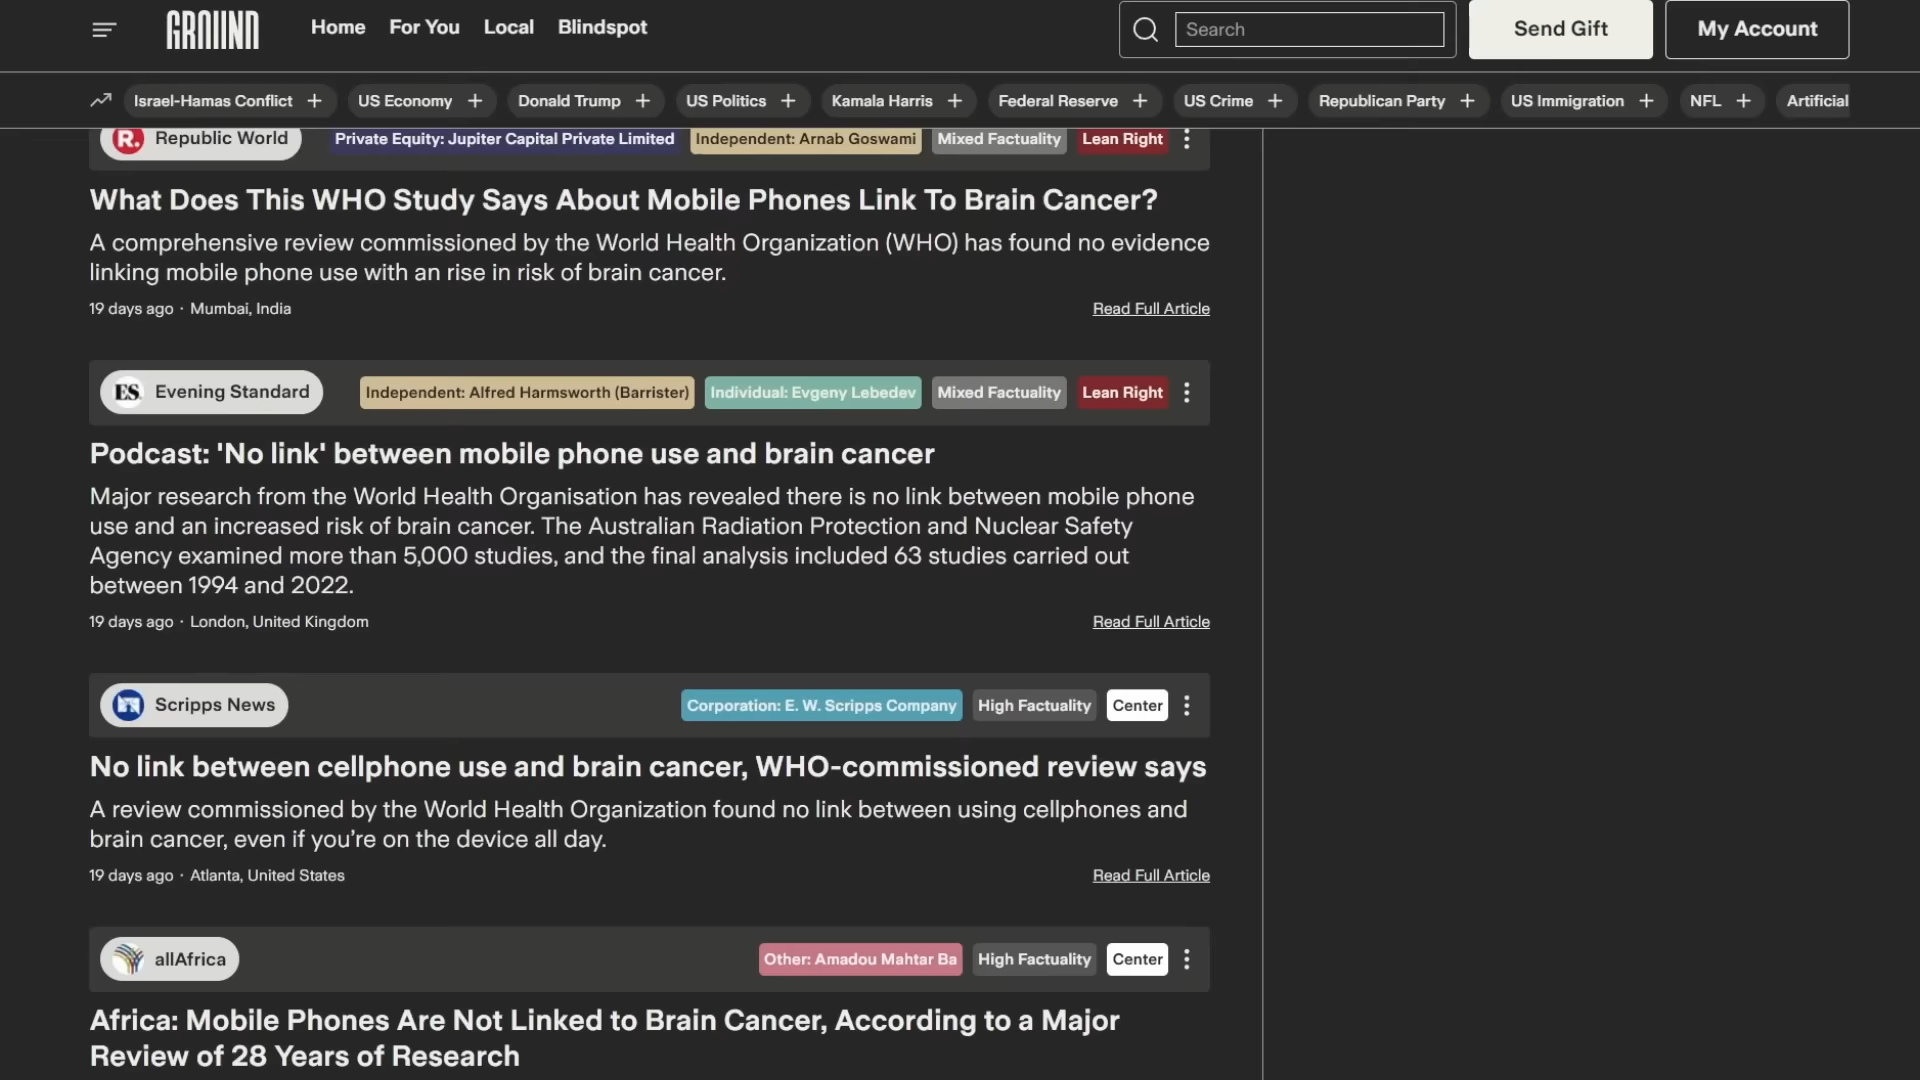 GROUND
Home For You Local Blindspot
Search
Send Gift
My Account
Israel-Hamas Conflict + US Economy + Donald Trump + US Politics + Kamala Harris + Federal Reserve + US Crime + Republican Party + US Immigration + NFL + Artificial
R. Republic World Private Equity: Jupiter Capital Private Limited Independent: Arnab Goswami Mixed Factuality Lean Right
What Does This WHO Study Says About Mobile Phones Link To Brain Cancer?
A comprehensive review commissioned by the World Health Organization (WHO) has found no evidence
linking mobile phone use with an rise in risk of brain cancer.
19 days ago · Mumbai, India Read Full Article
ES Evening Standard Independent: Alfred Harmsworth (Barrister) Individual: Evgeny Lebedev Mixed Factuality Lean Right
Podcast: 'No link' between mobile phone use and brain cancer
Major research from the World Health Organisation has revealed there is no link between mobile phone
use and an increased risk of brain cancer. The Australian Radiation Protection and Nuclear Safety
Agency examined more than 5,000 studies, and the final analysis included 63 studies carried out
between 1994 and 2022.
19 days ago · London, United Kingdom Read Full Article
Scripps News Corporation: E. W. Scripps Company High Factuality Center
No link between cellphone use and brain cancer, WHO-commissioned review says
A review commissioned by the World Health Organization found no link between using cellphones and
brain cancer, even if you’re on the device all day.
19 days ago · Atlanta, United States Read Full Article
allAfrica Other: Amadou Mahtar Ba High Factuality Center
Africa: Mobile Phones Are Not Linked to Brain Cancer, According to a Major
Review of 28 Years of Research